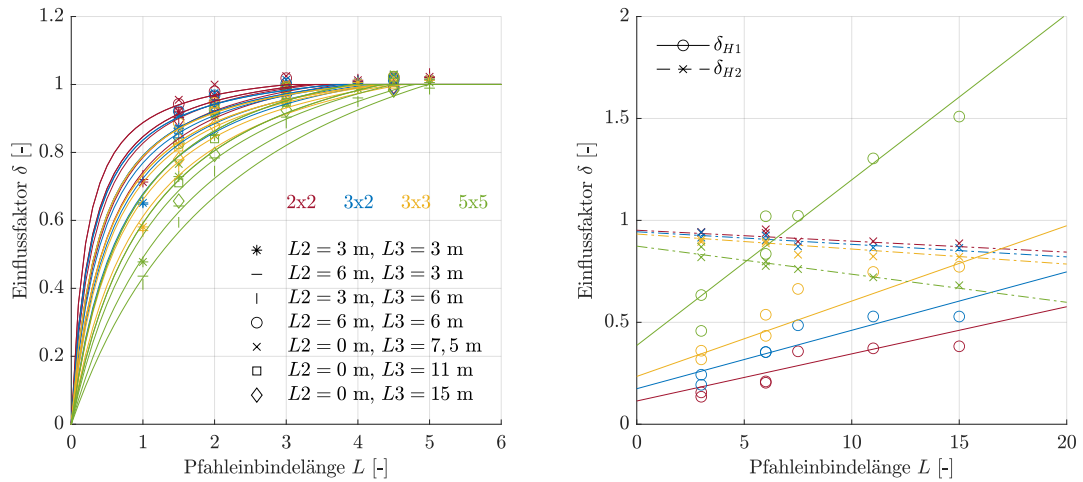 Einflussfaktor δ [-]
1.2
1
0.8
0.6
0.4
0.2
0
2x2 3x2 3x3 5x5
L2 = 3 m, L3 = 3 m
L2 = 6 m, L3 = 3 m
L2 = 3 m, L3 = 6 m
L2 = 6 m, L3 = 6 m
L2 = 0 m, L3 = 7, 5 m
L2 = 0 m, L3 = 11 m
L2 = 0 m, L3 = 15 m
0 1 2 3 4 5 6
Pfahleinbindelänge L [-]
Einflussfaktor δ [-]
2
1.5
1
0.5
0
δH1
δH2
0 5 10 15 20
Pfahleinbindelänge L [-]